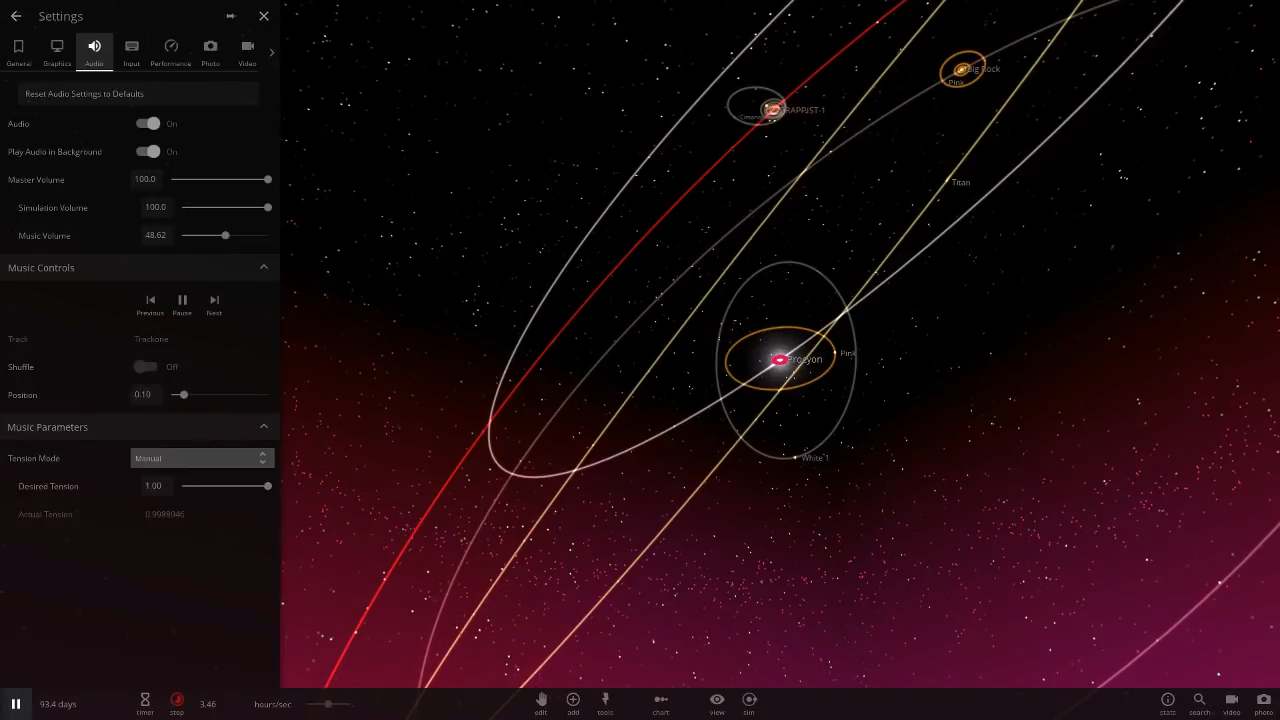 Settings
General Graphics Audio Input Performance Photo Video
Reset Audio Settings to Defaults
Audio On
Play Audio in Background On
Master Volume 100.0
Simulation Volume 100.0
Music Volume 48.62
Music Controls
Previous Pause Next
Track Trackone
Shuffle Off
Position 0.10
Music Parameters
Tension Mode Manual
Desired Tension 1.00
Actual Tension 0.9988946
Big Rock
Pink
TRAPPIST-1
Titan
Pink
Procyon
White 1
93.4 days timer step 3.46 hours/sec edit add tools chart view sim stats search video photo